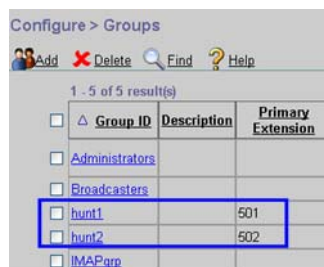 Configure > Groups
Add Delete Find Help
1 - 5 of 5 result(s)
Group ID Description Primary Extension
Administrators
Broadcasters
hunt1 501
hunt2 502
IMAPgrp